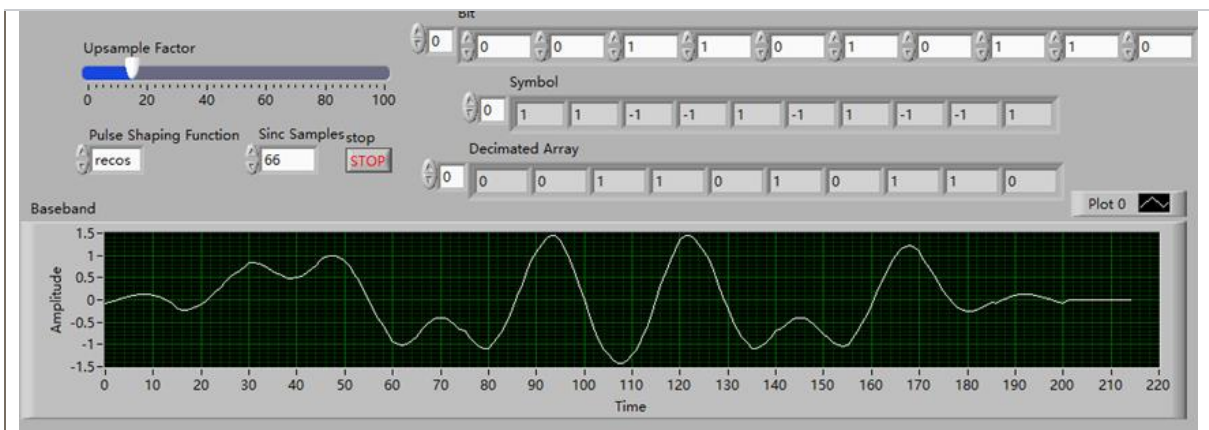 Bit
Upsample Factor
0 0 0 1 1 0 1 0 1 1 0
0 20 40 60 80 100
Symbol
0 1 1 -1 -1 1 -1 1 -1 -1 1
Pulse Shaping Function Sinc Samples stop
recos 66 STOP
Decimated Array
0 0 0 1 1 0 1 0 1 1 0
Plot 0
Baseband
1.5
1
0.5
0
-0.5
-1
-1.5
Amplitude
0 10 20 30 40 50 60 70 80 90 100 110 120 130 140 150 160 170 180 190 200 210 220
Time